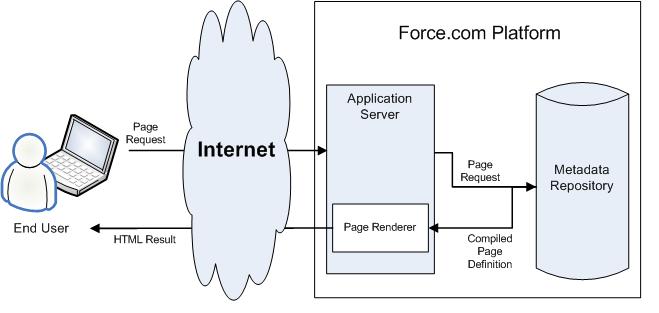 Force.com Platform
Application
Server
Page
Request
Internet
Page
Request
Metadata
Repository
End User
HTML Result
Page Renderer
Compiled
Page
Definition